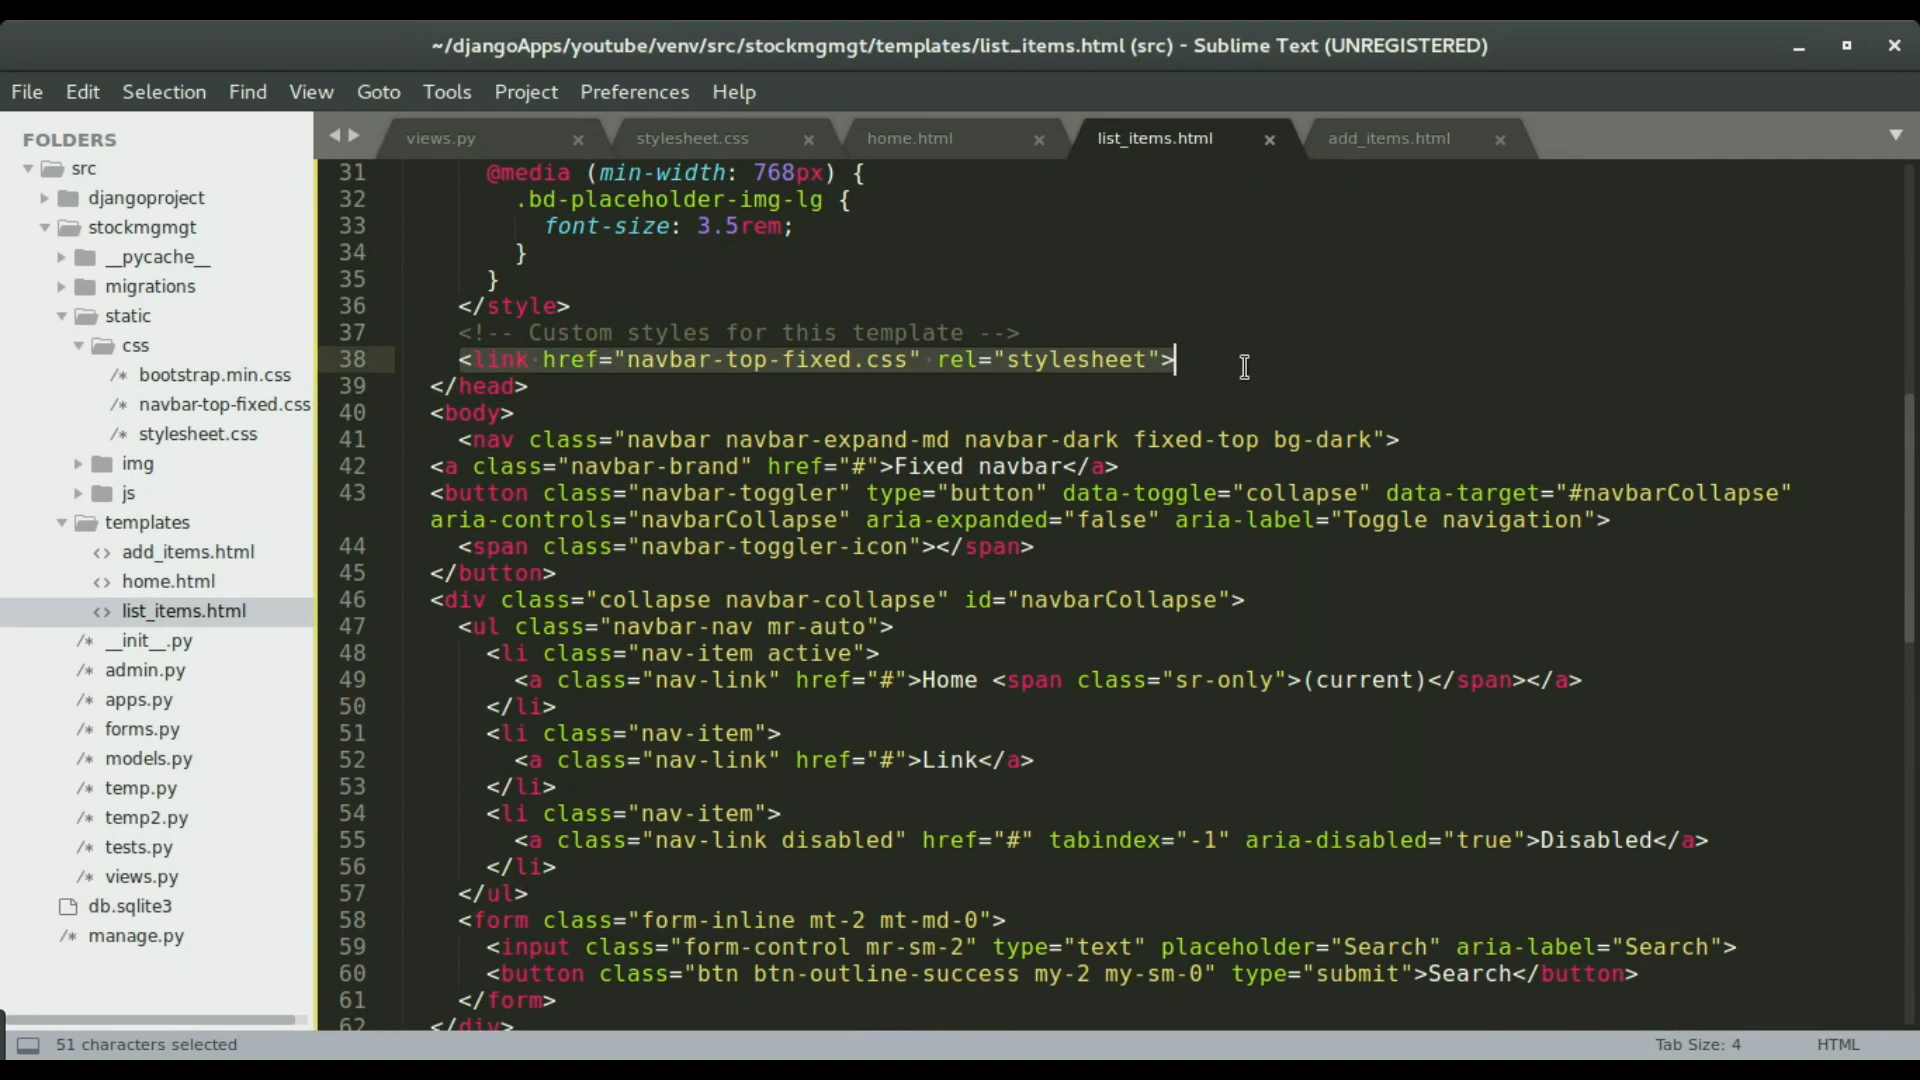 ~/djangoApps/youtube/venv/src/stockmgmgt/templates/list_items.html (src) - Sublime Text (UNREGISTERED)
File Edit Selection Find View Goto Tools Project Preferences Help
FOLDERS
src
djangoproject
stockmgmgt
__pycache__
migrations
static
css
/* bootstrap.min.css
/* navbar-top-fixed.css
/* stylesheet.css
img
js
templates
<> add_items.html
<> home.html
<> list_items.html
/* __init__.py
/* admin.py
/* apps.py
/* forms.py
/* models.py
/* temp.py
/* temp2.py
/* tests.py
/* views.py
db.sqlite3
/* manage.py
views.py stylesheet.css home.html list_items.html add_items.html
31 @media (min-width: 768px) {
32 .bd-placeholder-img-lg {
33 font-size: 3.5rem;
34 }
35 }
36 </style>
37 <!-- Custom styles for this template -->
38 <link href="navbar-top-fixed.css" rel="stylesheet">
39 </head>
40 <body>
41 <nav class="navbar navbar-expand-md navbar-dark fixed-top bg-dark">
42 <a class="navbar-brand" href="#">Fixed navbar</a>
43 <button class="navbar-toggler" type="button" data-toggle="collapse" data-target="#navbarCollapse"
aria-controls="navbarCollapse" aria-expanded="false" aria-label="Toggle navigation">
44 <span class="navbar-toggler-icon"></span>
45 </button>
46 <div class="collapse navbar-collapse" id="navbarCollapse">
47 <ul class="navbar-nav mr-auto">
48 <li class="nav-item active">
49 <a class="nav-link" href="#">Home <span class="sr-only">(current)</span></a>
50 </li>
51 <li class="nav-item">
52 <a class="nav-link" href="#">Link</a>
53 </li>
54 <li class="nav-item">
55 <a class="nav-link disabled" href="#" tabindex="-1" aria-disabled="true">Disabled</a>
56 </li>
57 </ul>
58 <form class="form-inline mt-2 mt-md-0">
59 <input class="form-control mr-sm-2" type="text" placeholder="Search" aria-label="Search">
60 <button class="btn btn-outline-success my-2 my-sm-0" type="submit">Search</button>
61 </form>
62 </div>
51 characters selected
Tab Size: 4
HTML